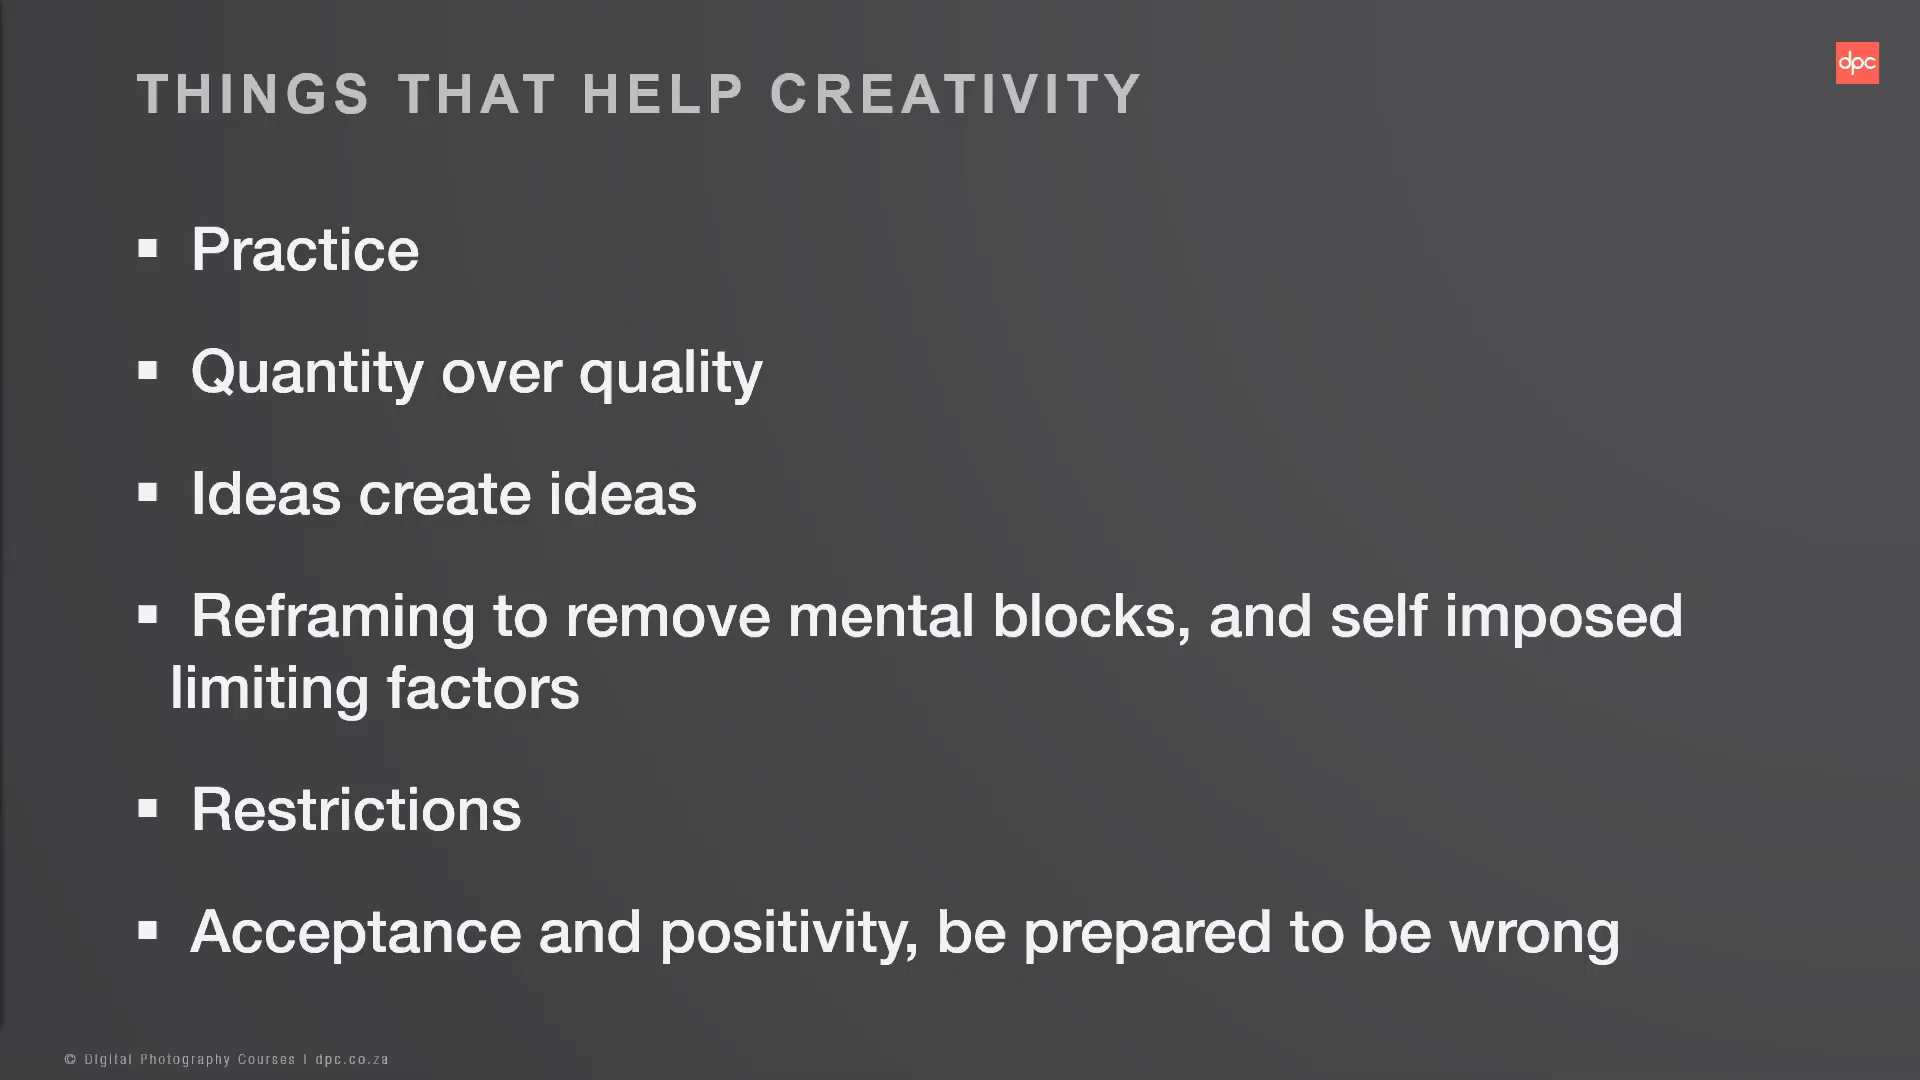 THINGS THAT HELP CREATIVITY
dpc
▪ Practice
▪ Quantity over quality
▪ Ideas create ideas
▪ Reframing to remove mental blocks, and self imposed
limiting factors
▪ Restrictions
▪ Acceptance and positivity, be prepared to be wrong
© Digital Photography Courses | dpc.co.za